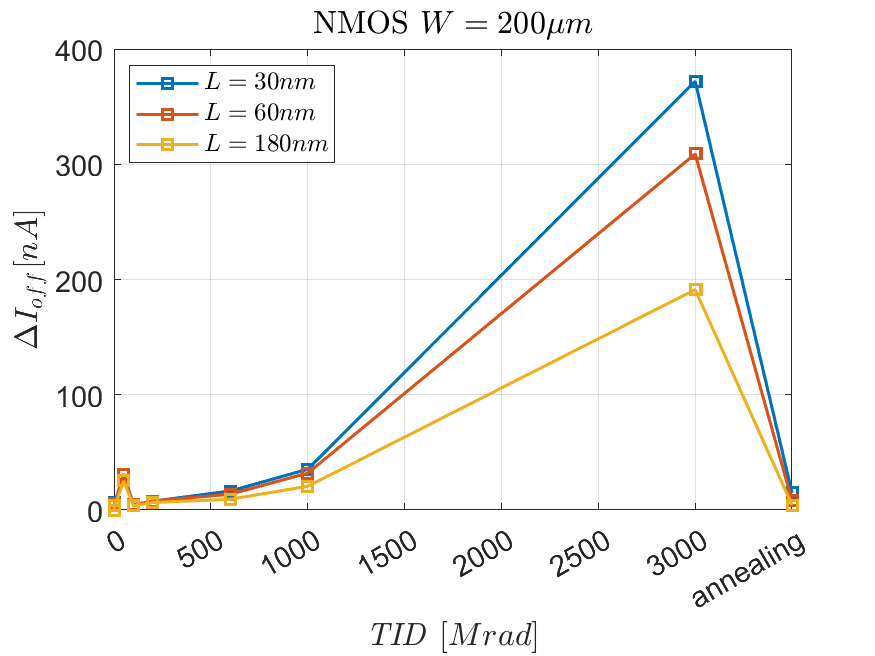 NMOS W = 200μm
400
300
200
100
0
ΔI_off[nA]
L = 30nm
L = 60nm
L = 180nm
0
500
1000
1500
2000
2500
3000
annealing
TID [Mrad]